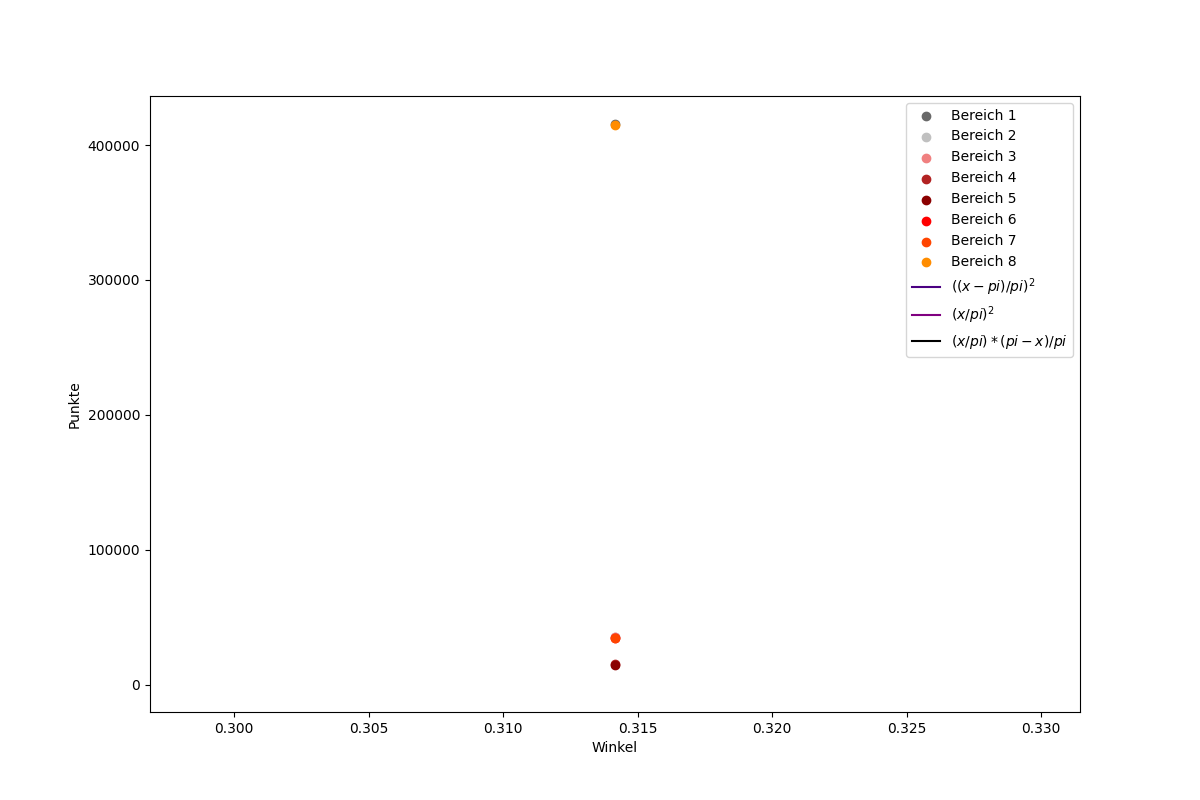 400000
300000
200000
100000
0
Punkte
0.300 0.305 0.310 0.315 0.320 0.325 0.330
Winkel
Bereich 1
Bereich 2
Bereich 3
Bereich 4
Bereich 5
Bereich 6
Bereich 7
Bereich 8
((x − pi)/pi)²
(x/pi)²
(x/pi) * (pi − x)/pi